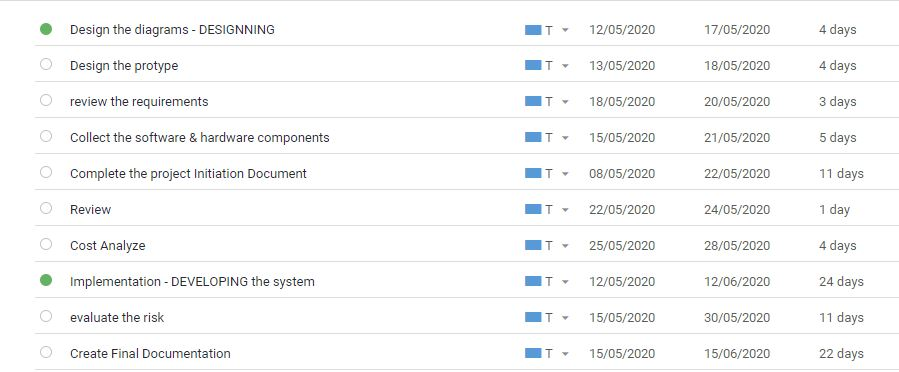 Design the diagrams - DESIGNNING T 12/05/2020 17/05/2020 4 days
Design the protype T 13/05/2020 18/05/2020 4 days
review the requirements T 18/05/2020 20/05/2020 3 days
Collect the software & hardware components T 15/05/2020 21/05/2020 5 days
Complete the project Initiation Document T 08/05/2020 22/05/2020 11 days
Review T 22/05/2020 24/05/2020 1 day
Cost Analyze T 25/05/2020 28/05/2020 4 days
Implementation - DEVELOPING the system T 12/05/2020 12/06/2020 24 days
evaluate the risk T 15/05/2020 30/05/2020 11 days
Create Final Documentation T 15/05/2020 15/06/2020 22 days